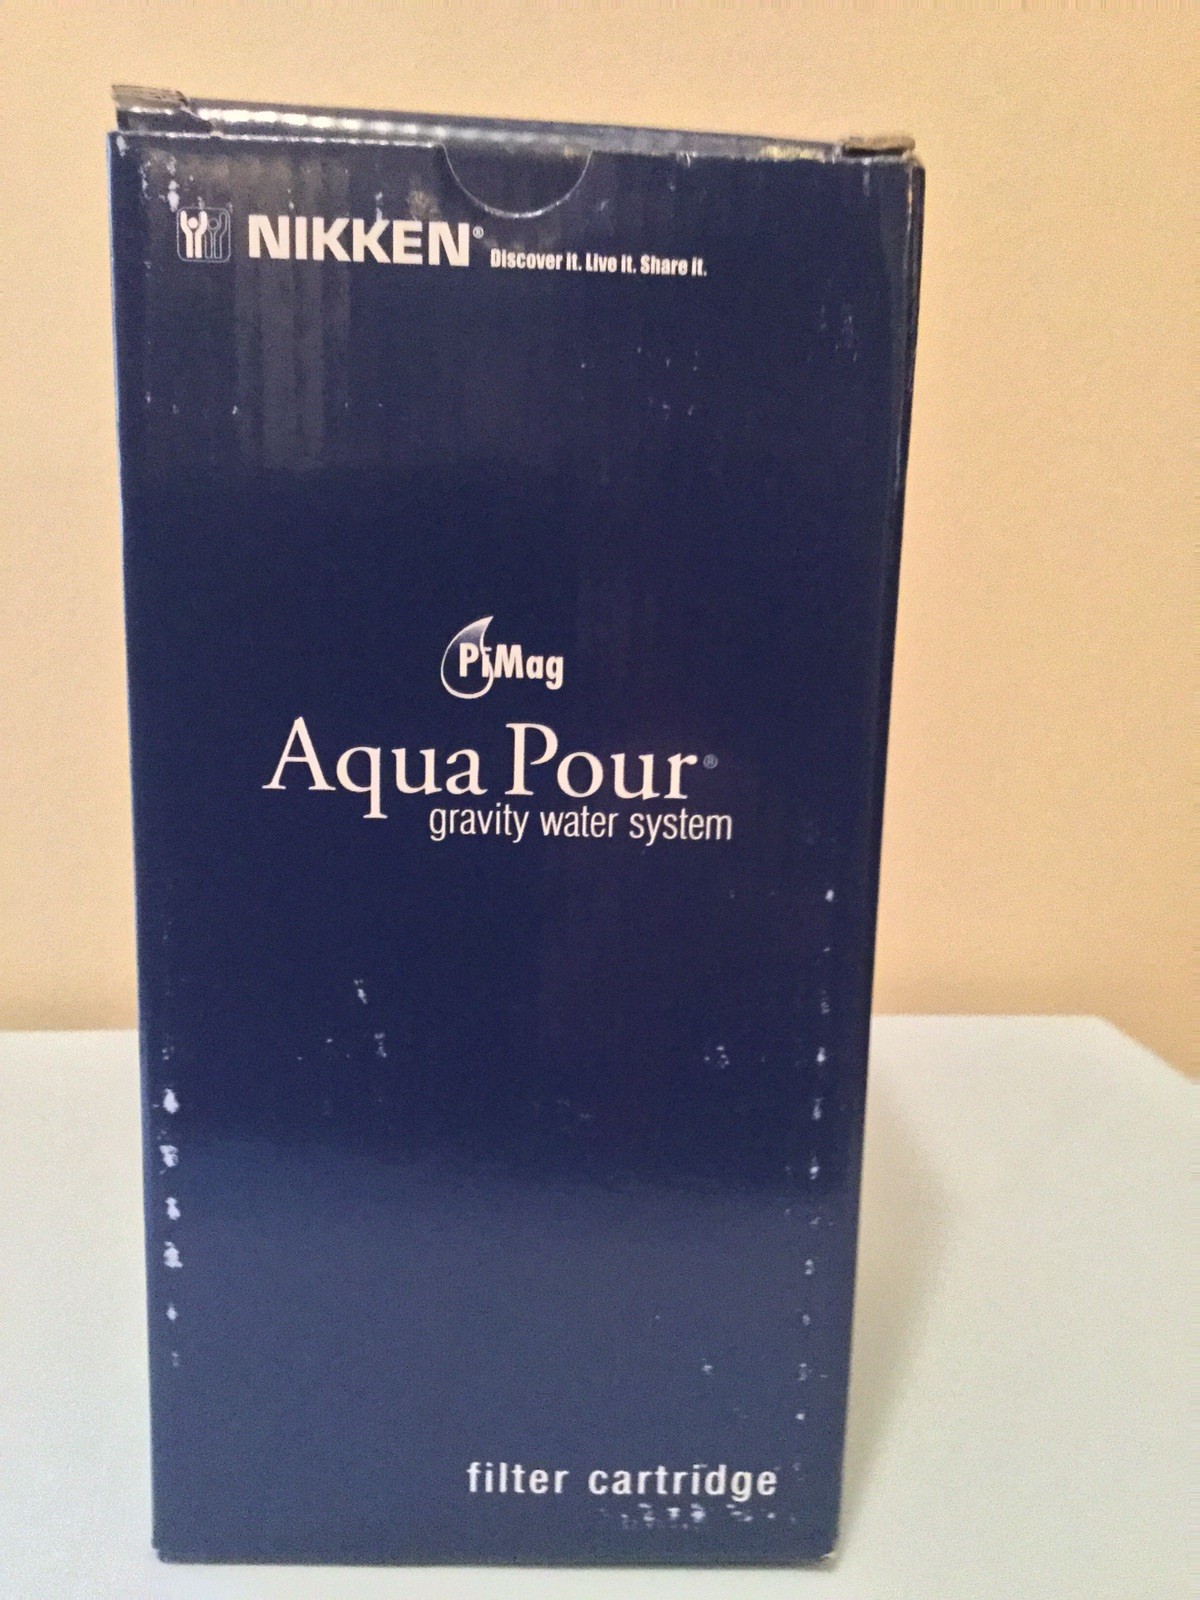 NIKKEN® Discover it. Live it. Share it.
PiMag
Aqua Pour®
gravity water system
filter cartridge